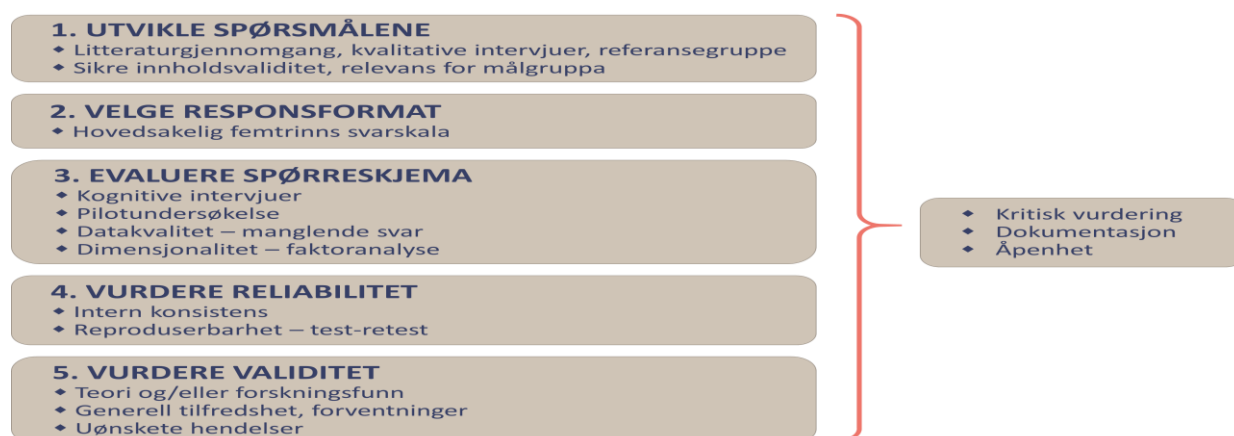 1. UTVIKLE SPØRSMÅLENE
◆ Litteraturgjennomgang, kvalitative intervjuer, referansegruppe
◆ Sikre innholdsvaliditet, relevans for målgruppa
2. VELGE RESPONSFORMAT
◆ Hovedsakelig femtrinns svarskala
3. EVALUERE SPØRRESKJEMA
◆ Kognitive intervjuer
◆ Pilotundersøkelse
◆ Datakvalitet – manglende svar
◆ Dimensjonalitet – faktoranalyse
4. VURDERE RELIABILITET
◆ Intern konsistens
◆ Reproduserbarhet – test-retest
5. VURDERE VALIDITET
◆ Teori og/eller forskningsfunn
◆ Generell tilfredshet, forventninger
◆ Uønskete hendelser
◆ Kritisk vurdering
◆ Dokumentasjon
◆ Åpenhet